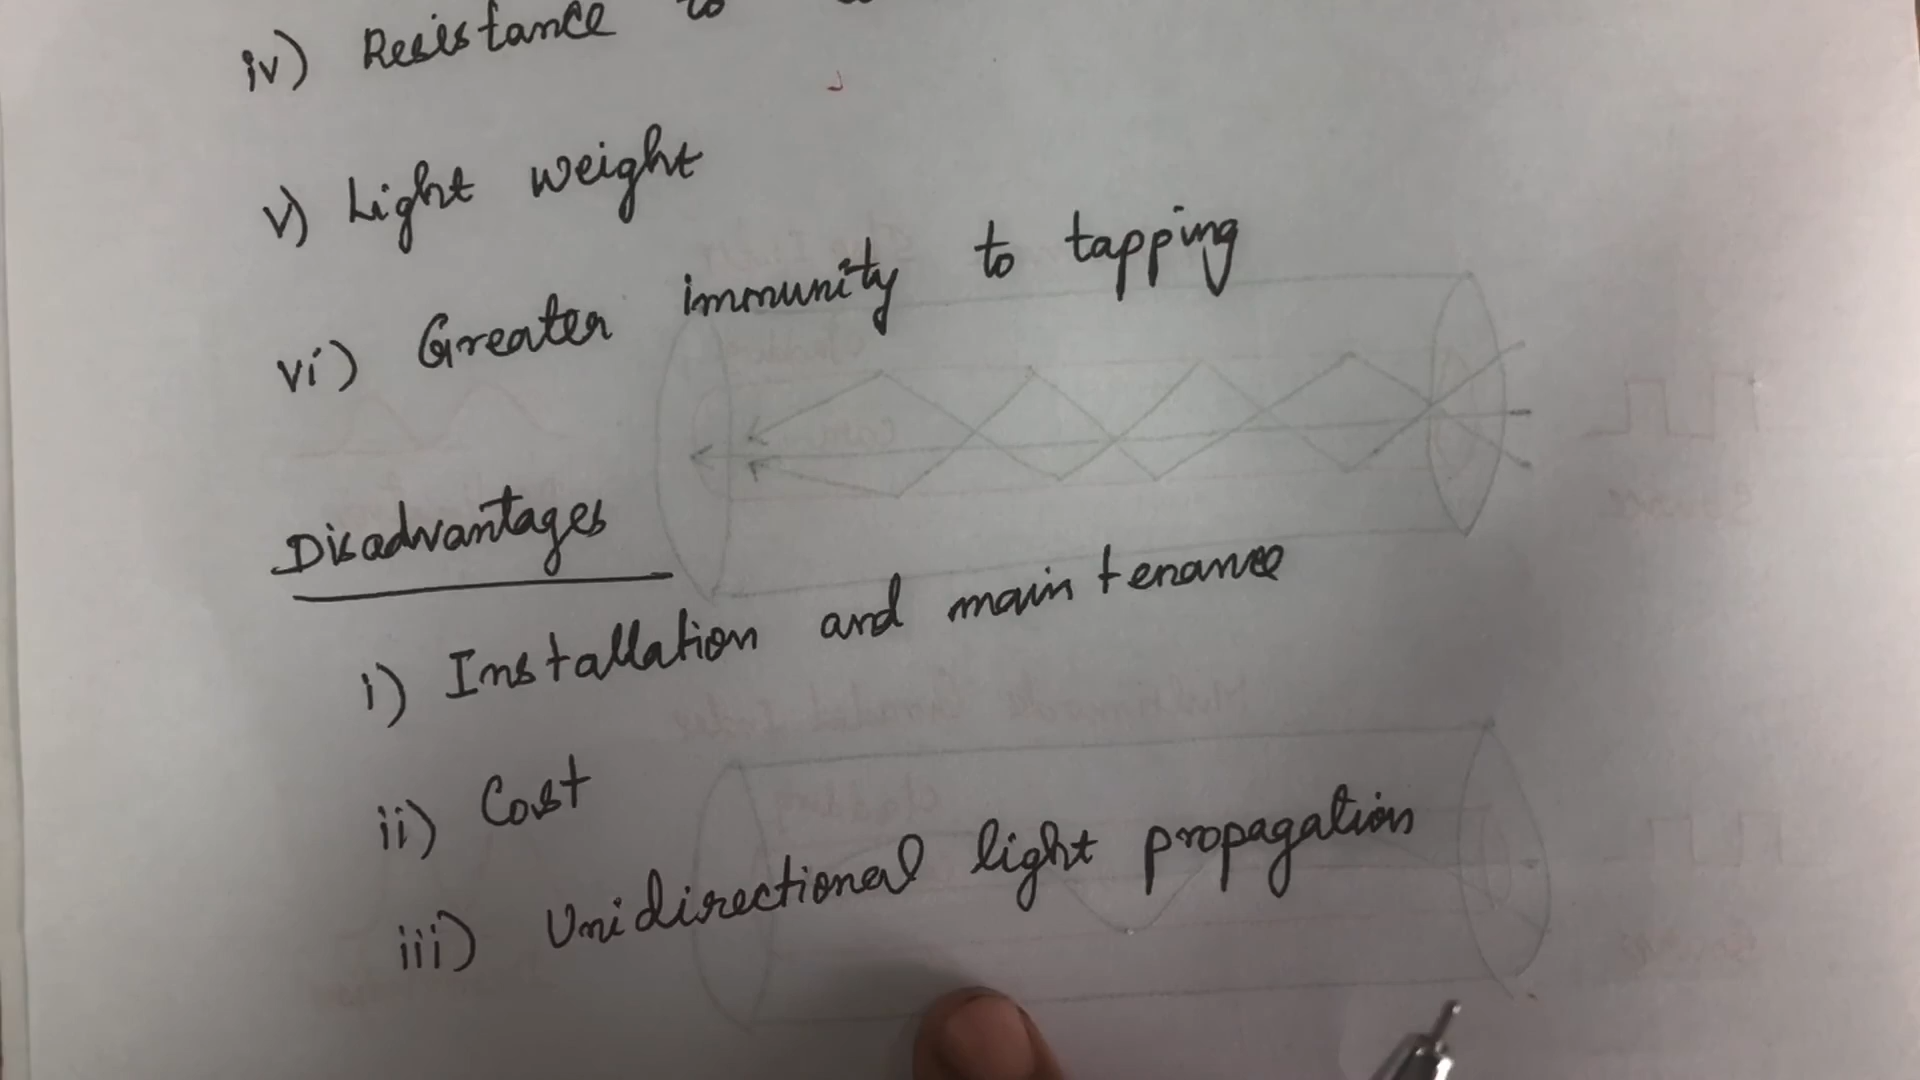 iv) Resistance to
v) Light weight
vi) Greater immunity to tapping
Disadvantages
i) Installation and maintenance
ii) Cost
iii) Unidirectional light propagation